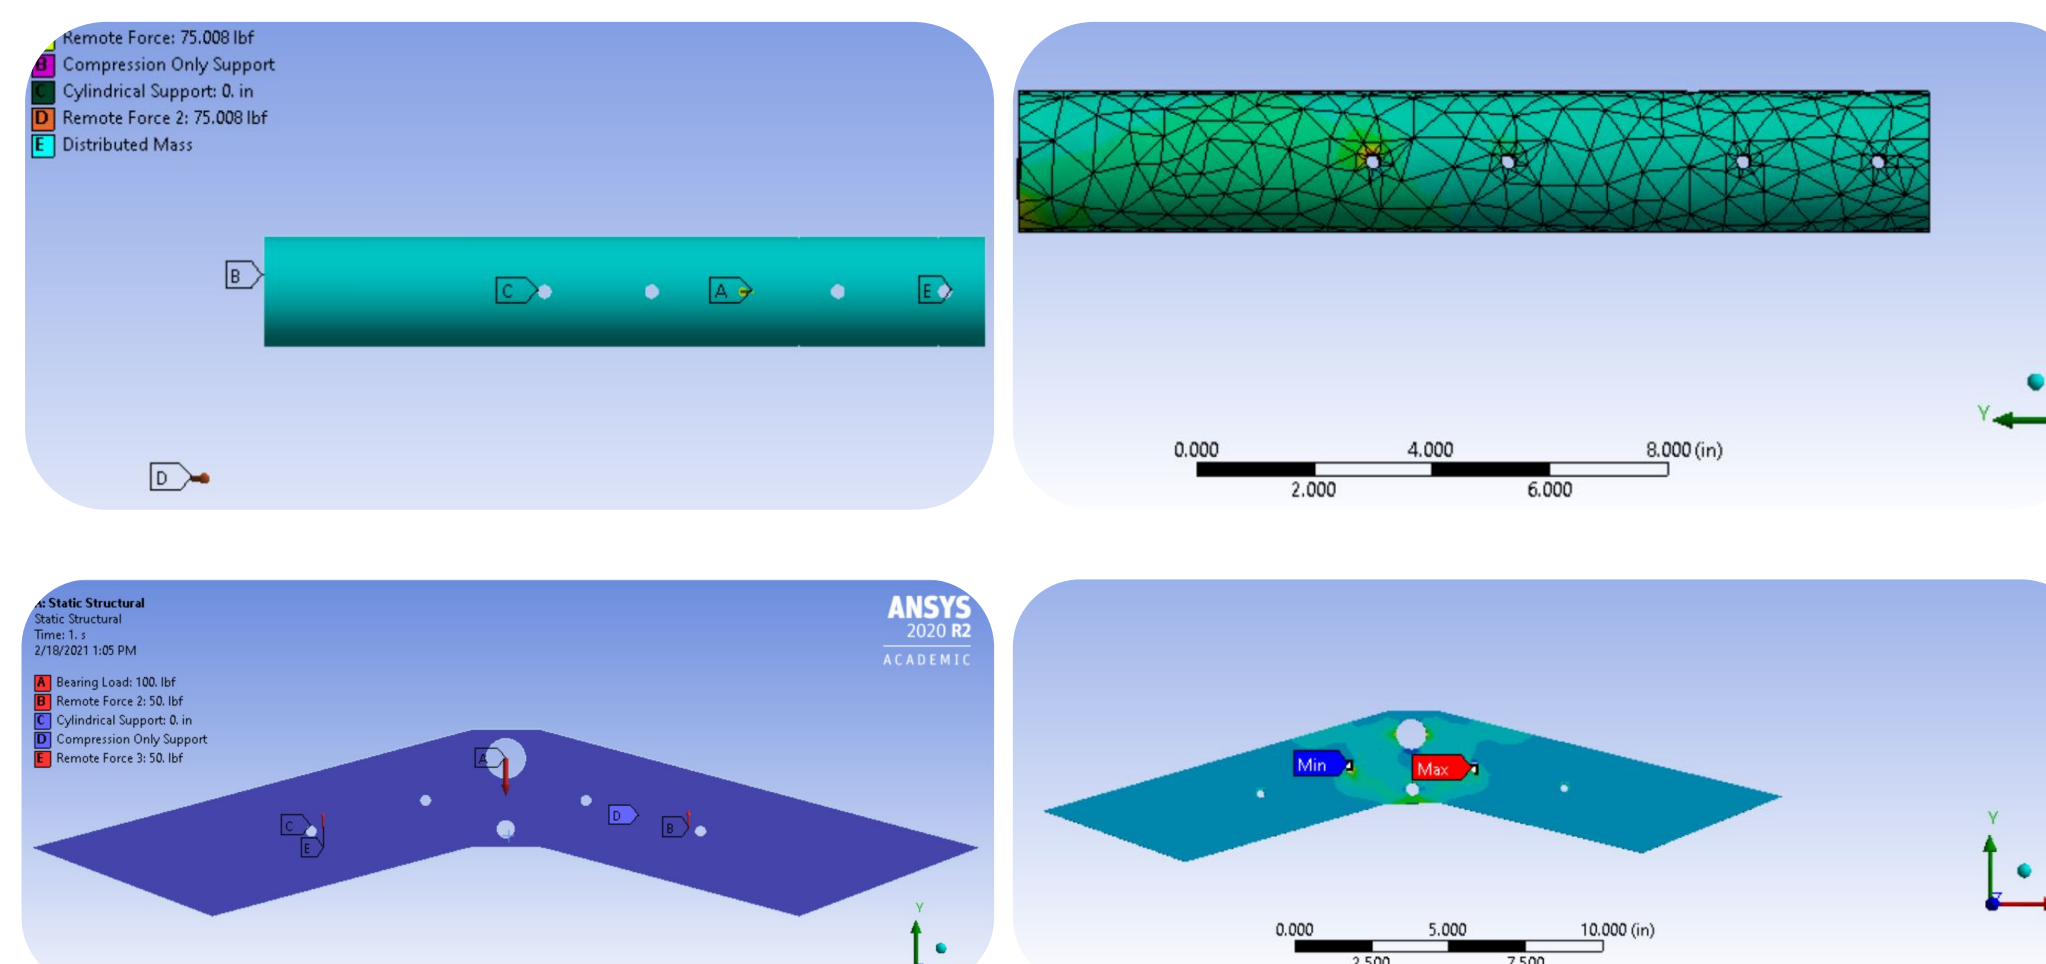 Remote Force: 75.008 lbf
B Compression Only Support
C Cylindrical Support: 0. in
D Remote Force 2: 75.008 lbf
E Distributed Mass
B
C
A
E
D
Y
0.000 4.000 8.000 (in)
2.000 6.000
A: Static Structural
Static Structural
Time: 1. s
2/18/2021 1:05 PM
ANSYS
2020 R2
ACADEMIC
A Bearing Load: 100. lbf
B Remote Force 2: 50. lbf
C Cylindrical Support: 0. in
D Compression Only Support
E Remote Force 3: 50. lbf
A
D
C
B
E
Y
Min
Max
Y
Z
0.000 5.000 10.000 (in)
2.500 7.500